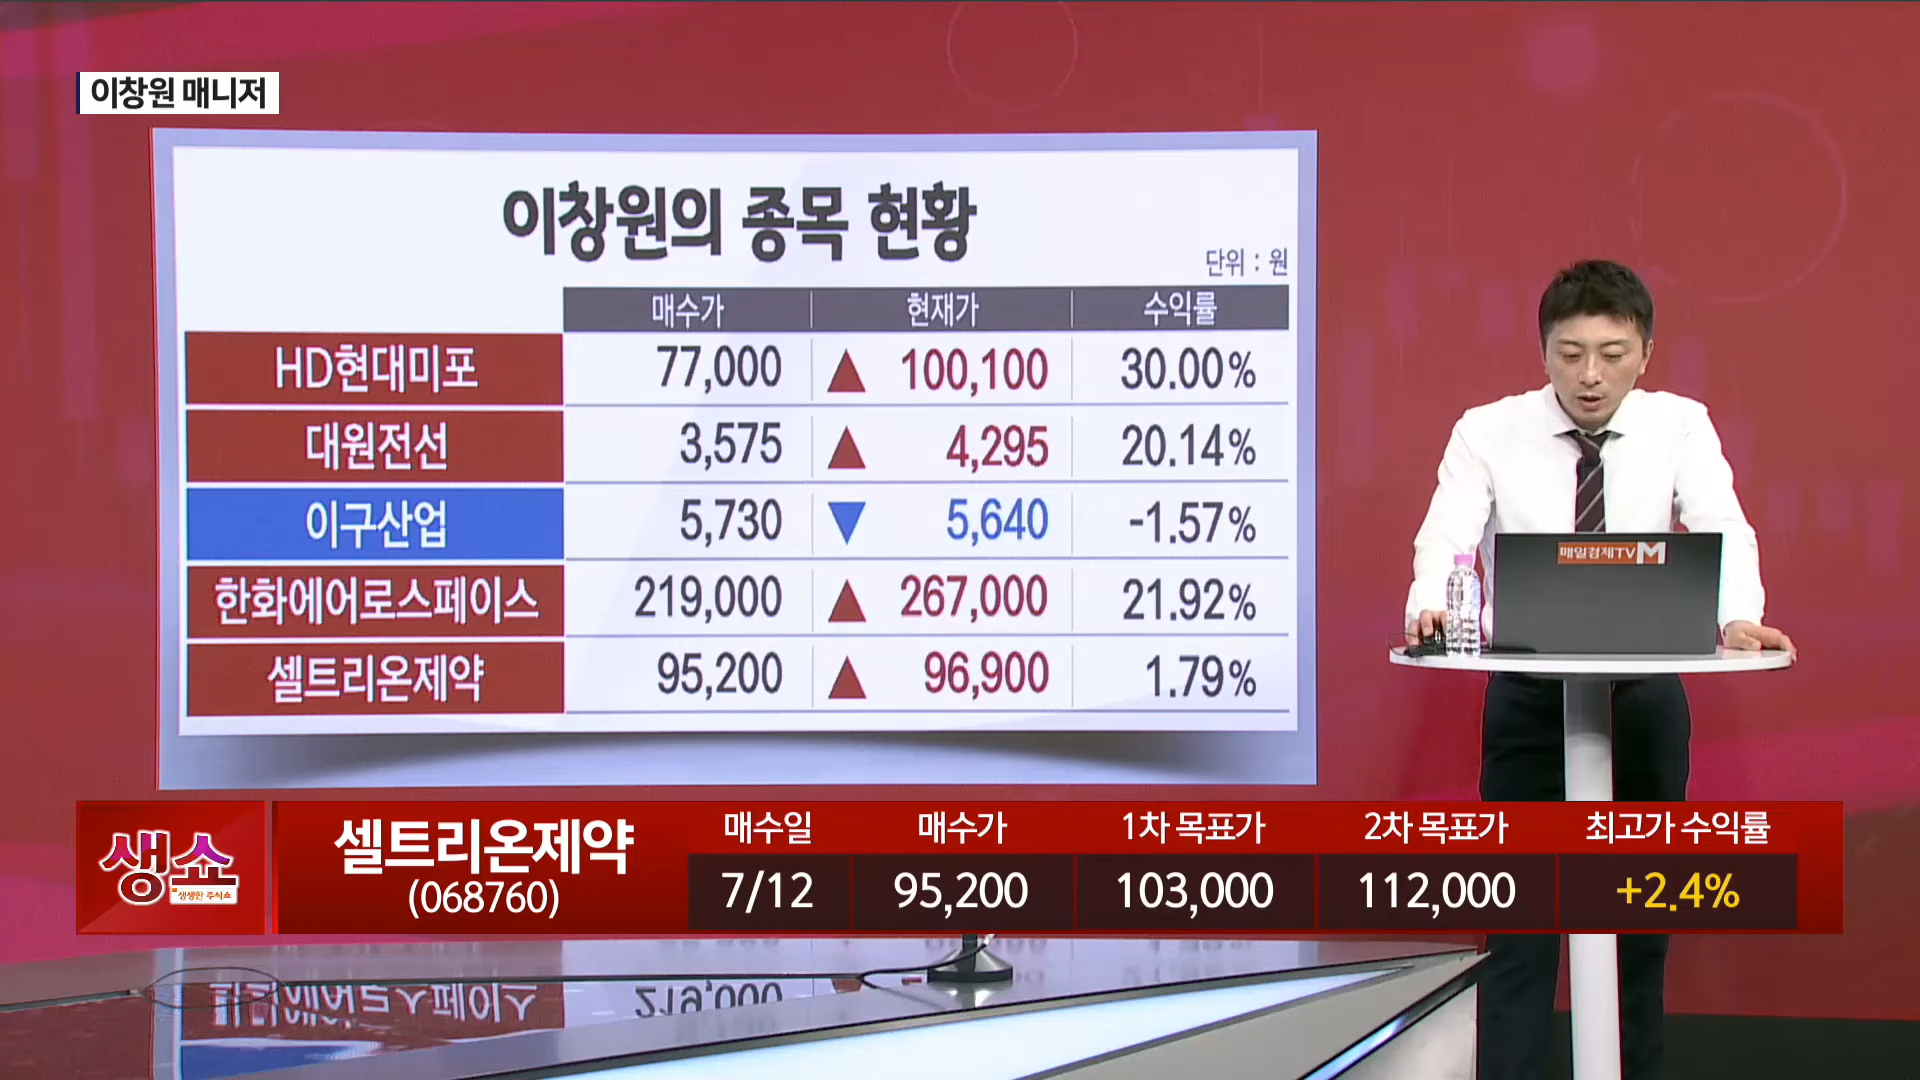 이창원 매니저
이창원의 종목 현황
단위 : 원
매수가 현재가 수익률
HD현대미포 77,000 ▲ 100,100 30.00%
대원전선 3,575 ▲ 4,295 20.14%
이구산업 5,730 ▼ 5,640 -1.57%
한화에어로스페이스 219,000 ▲ 267,000 21.92%
셀트리온제약 95,200 ▲ 96,900 1.79%
매일경제TV M
생쇼
생생한 주식쇼
셀트리온제약
(068760)
매수일 매수가 1차 목표가 2차 목표가 최고가 수익률
7/12 95,200 103,000 112,000 +2.4%